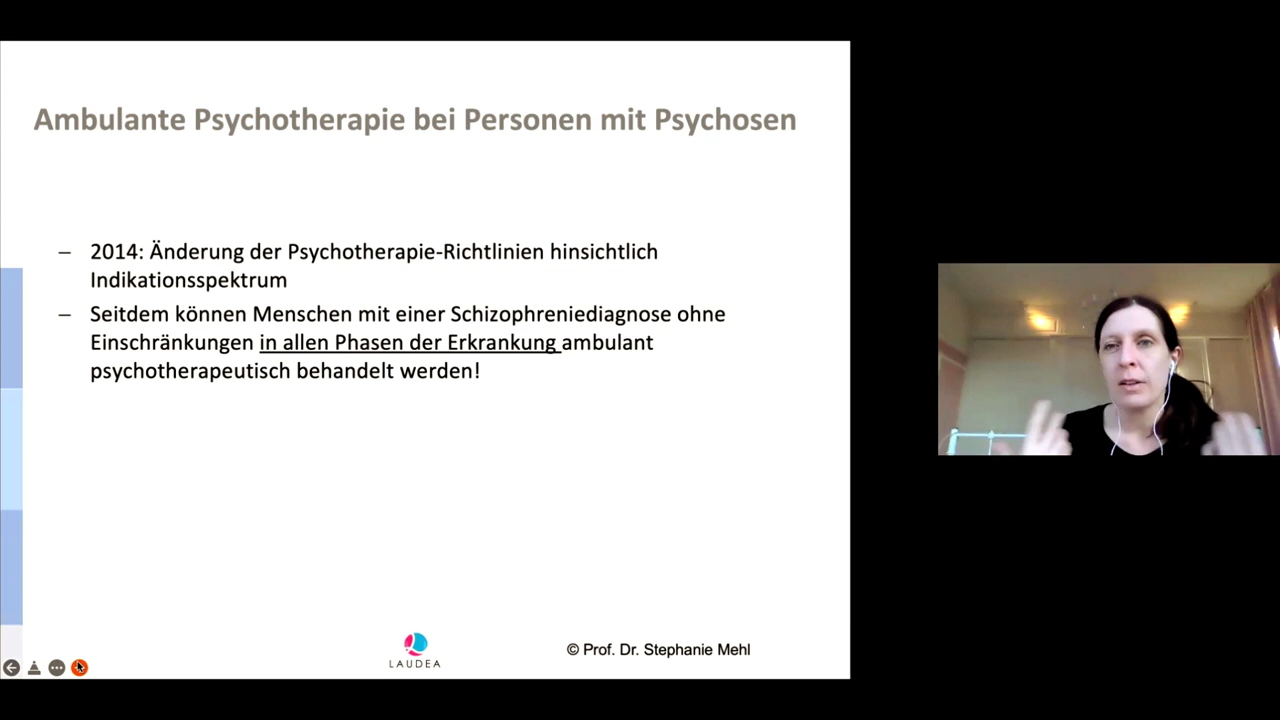 Ambulante Psychotherapie bei Personen mit Psychosen
– 2014: Änderung der Psychotherapie-Richtlinien hinsichtlich
Indikationsspektrum
– Seitdem können Menschen mit einer Schizophreniediagnose ohne
Einschränkungen in allen Phasen der Erkrankung ambulant
psychotherapeutisch behandelt werden!
LAUDEA
© Prof. Dr. Stephanie Mehl